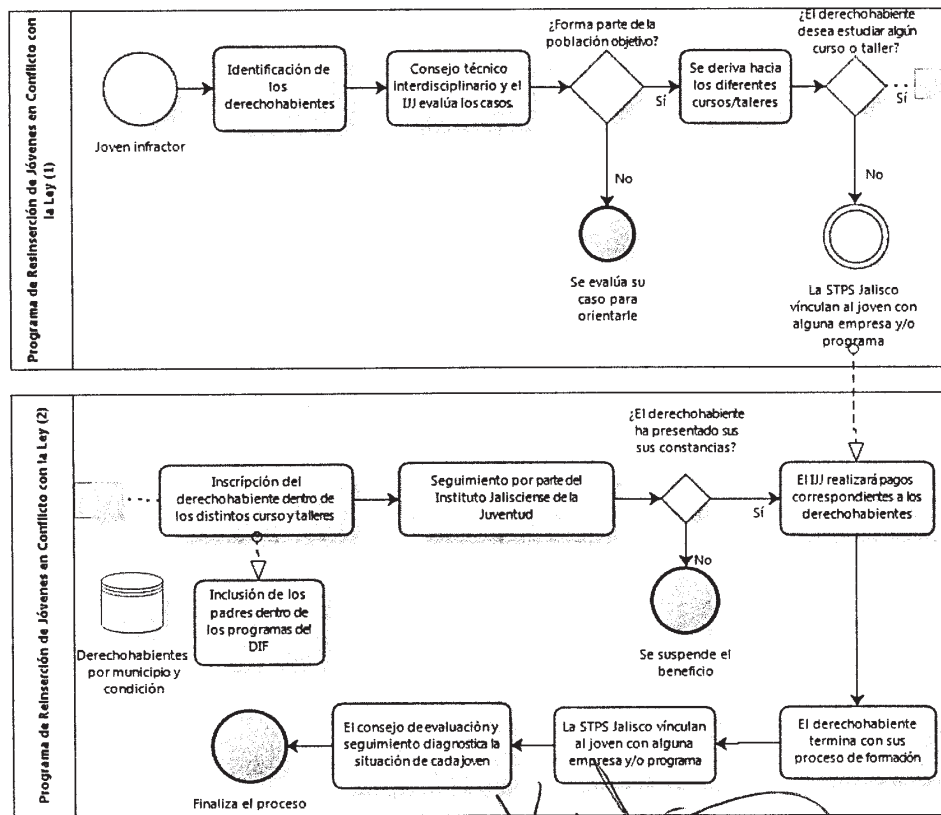 Programa de Resinserción de Jóvenes en Conflicto con
la Ley (1)
Joven infractor
Identificación de
los
derechohabientes
Consejo técnico
interdisciplinario y el
IJJ evalúa los casos.
¿Forma parte de la
población objetivo?
Sí
No
Se evalúa su
caso para
orientarle
Se deriva hacia
los diferentes
cursos/taleres
¿El derechohabiente
desea estudiar algún
curso o taller?
Sí
No
La STPS Jalisco
vínculan al joven con
alguna empresa y/o
programa
Programa de Reinserción de Jóvenes en Conflicto con la Ley (2)
Inscripción del
derechohabiente dentro de
los distintos curso y talleres
Inclusión de los
padres dentro de
los programas del
DIF
Derechohabientes
por municipio y
condición
Seguimiento por parte del
Instituto Jalisciense de la
Juventud
¿El derechohabiente
ha presentado sus
sus constancias?
Sí
No
Se suspende el
beneficio
El IJJ realizará pagos
correspondientes a los
derechohabientes
El derechohabiente
termina con sus
proceso de formación
La STPS Jalisco vínculan
al joven con alguna
empresa y/o programa
El consejo de evaluación y
seguimiento diagnostica la
situación de cada joven
Finaliza el proceso